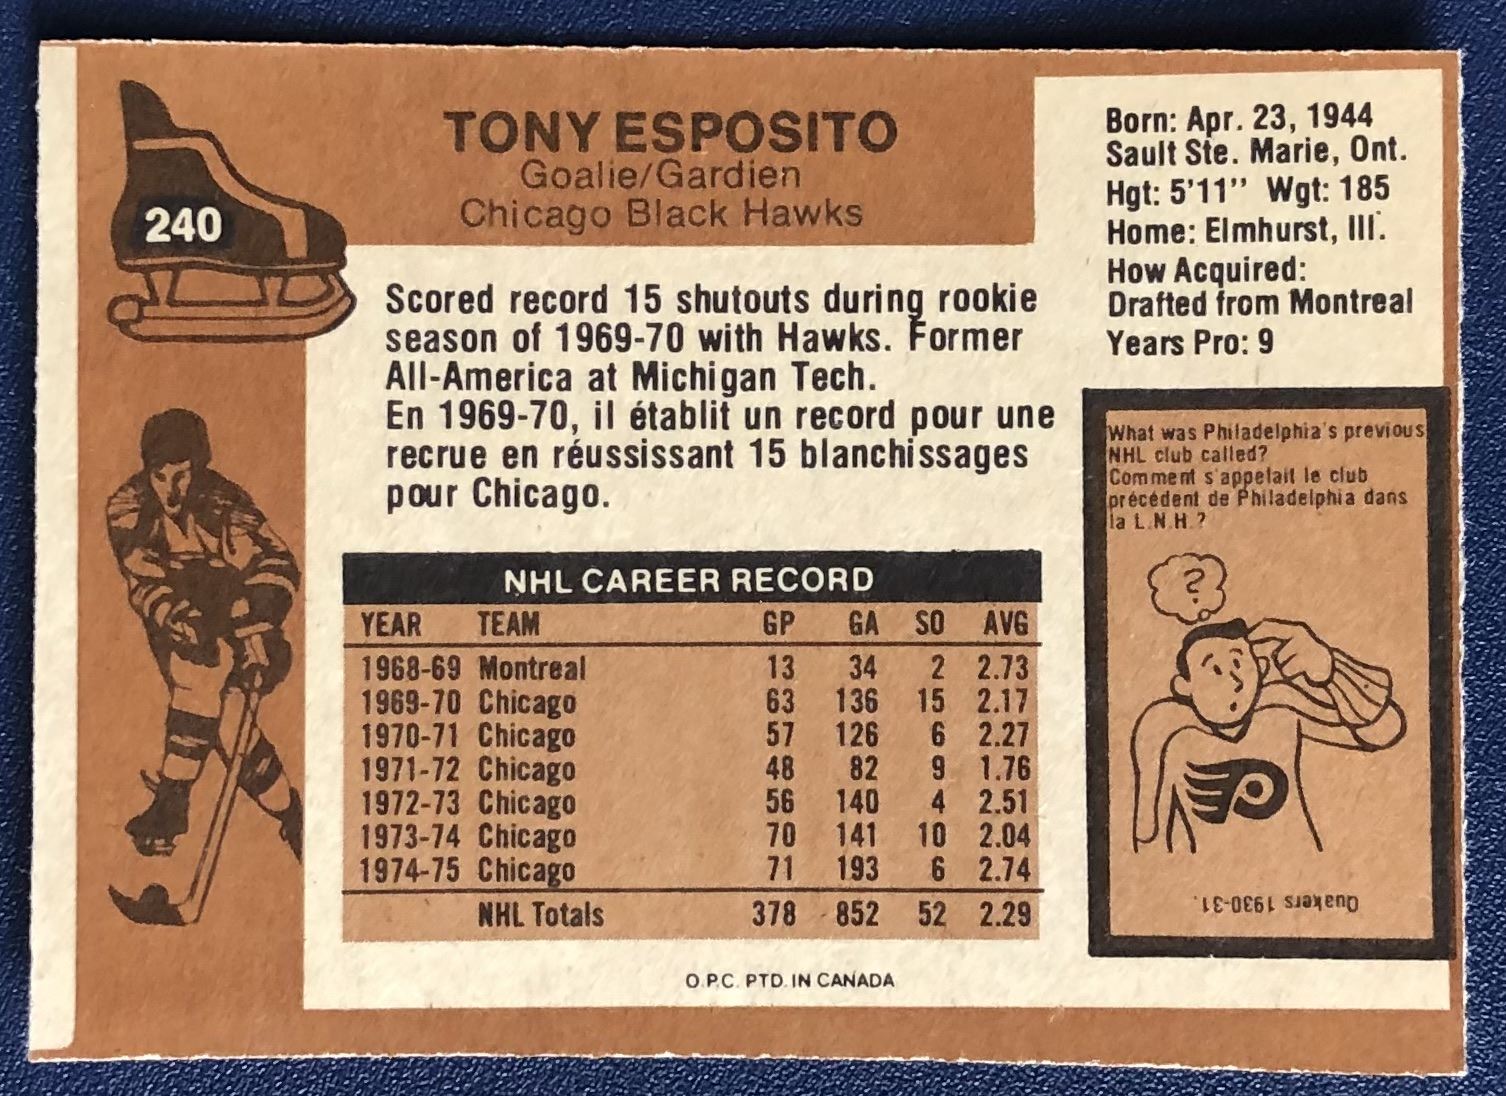 240
TONY ESPOSITO
Goalie/Gardien
Chicago Black Hawks
Born: Apr. 23, 1944
Sault Ste. Marie, Ont.
Hgt: 5'11" Wgt: 185
Home: Elmhurst, Ill.
How Acquired:
Drafted from Montreal
Years Pro: 9
Scored record 15 shutouts during rookie
season of 1969-70 with Hawks. Former
All-America at Michigan Tech.
En 1969-70, il établit un record pour une
recrue en réussissant 15 blanchissages
pour Chicago.
NHL CAREER RECORD
YEAR TEAM GP GA SO AVG
1968-69 Montreal 13 34 2 2.73
1969-70 Chicago 63 136 15 2.17
1970-71 Chicago 57 126 6 2.27
1971-72 Chicago 48 82 9 1.76
1972-73 Chicago 56 140 4 2.51
1973-74 Chicago 70 141 10 2.04
1974-75 Chicago 71 193 6 2.74
NHL Totals 378 852 52 2.29
O.P.C. PTD. IN CANADA
What was Philadelphia's previous
NHL club called?
Comment s'appelait le club
précédent de Philadelphia dans
la L.N.H.?
?
Quakers 1930-31.